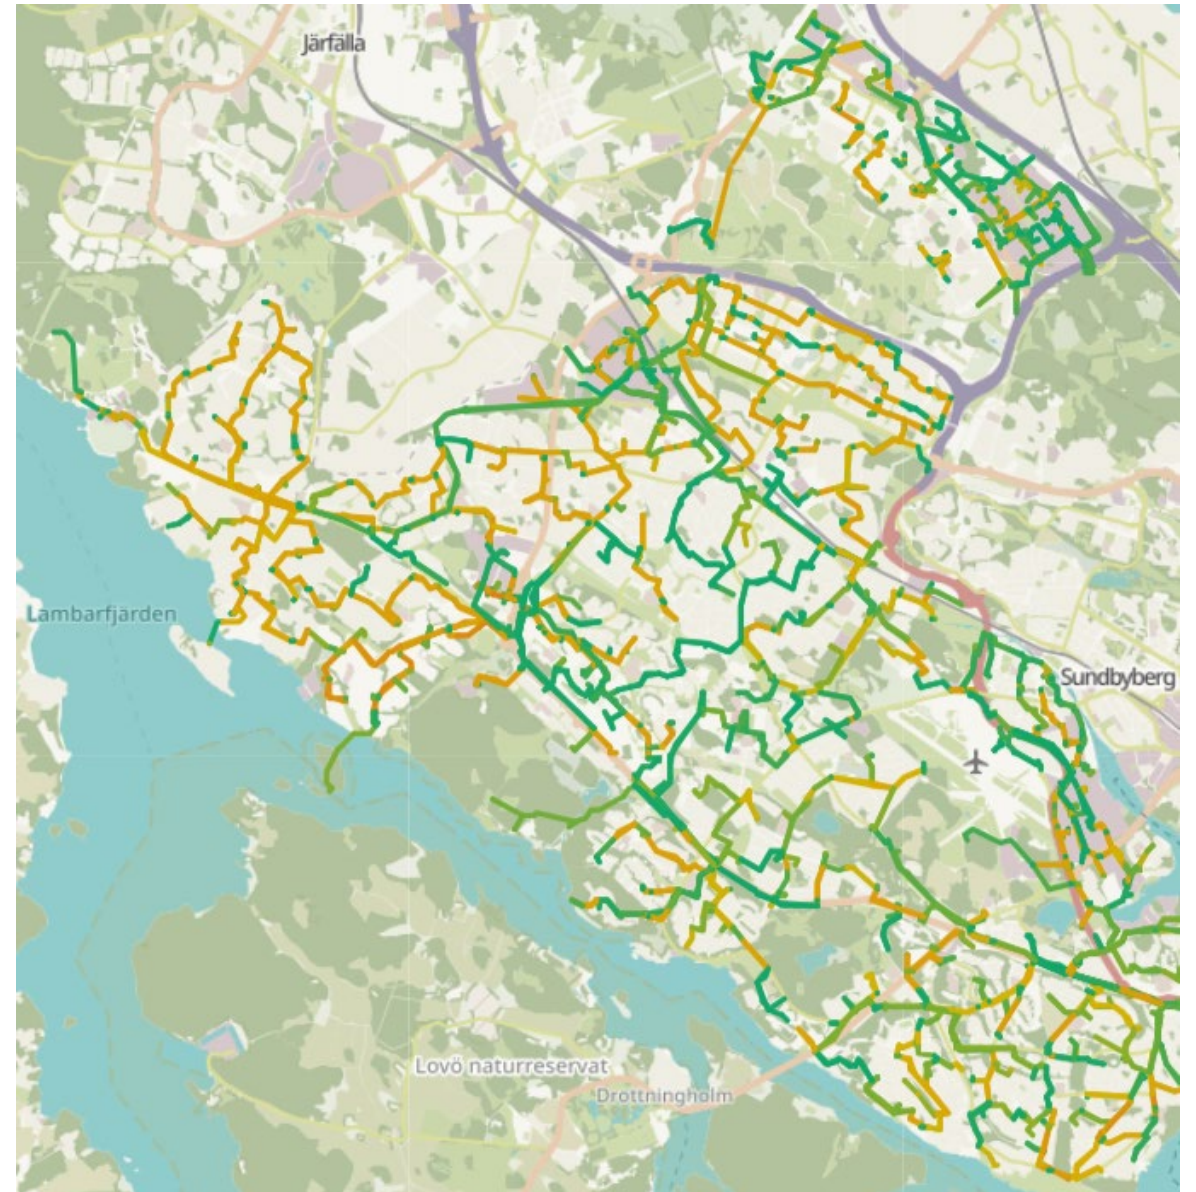 Järfälla
Lambarfjärden
Sundbyberg
Lovö naturreservat
Drottningholm